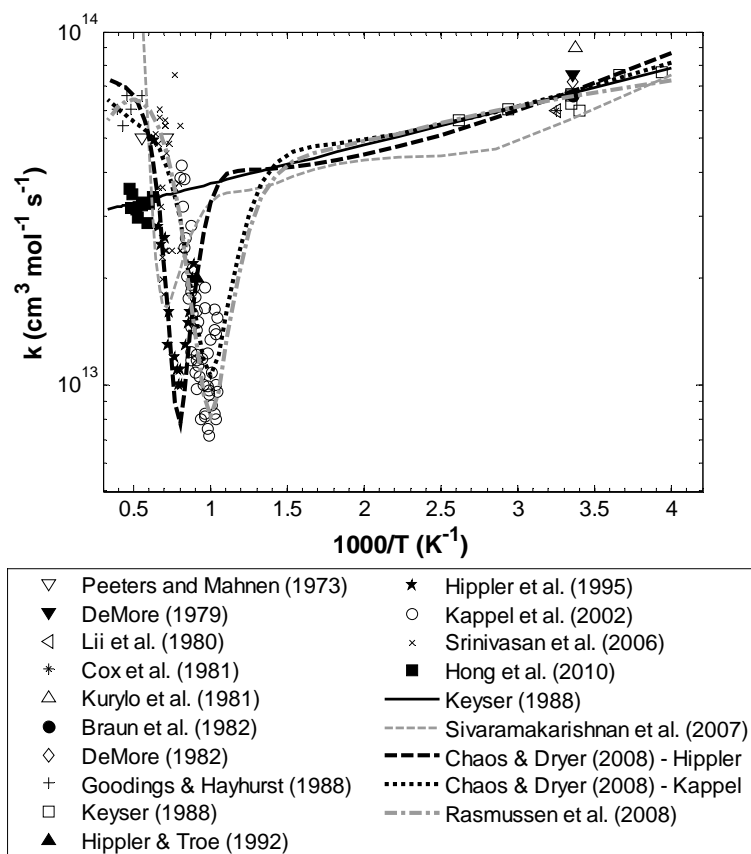 10^14
10^13
k (cm^3 mol^-1 s^-1)
0.5 1 1.5 2 2.5 3 3.5 4
1000/T (K^-1)
Peeters and Mahnen (1973)
DeMore (1979)
Lii et al. (1980)
Cox et al. (1981)
Kurylo et al. (1981)
Braun et al. (1982)
DeMore (1982)
Goodings & Hayhurst (1988)
Keyser (1988)
Hippler & Troe (1992)
Hippler et al. (1995)
Kappel et al. (2002)
Srinivasan et al. (2006)
Hong et al. (2010)
Keyser (1988)
Sivaramakarishnan et al. (2007)
Chaos & Dryer (2008) - Hippler
Chaos & Dryer (2008) - Kappel
Rasmussen et al. (2008)